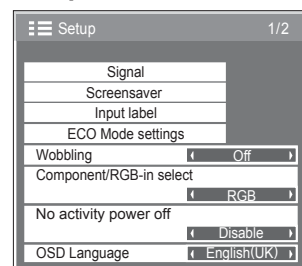 Setup 1/2
Signal
Screensaver
Input label
ECO Mode settings
Wobbling Off
Component/RGB-in select
RGB
No activity power off
Disable
OSD Language English(UK)